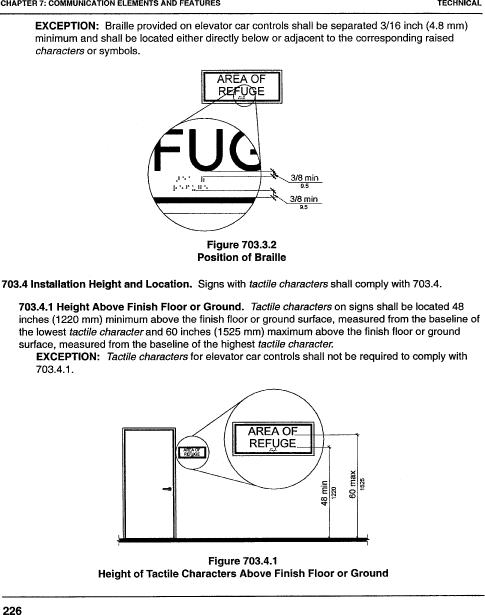 CHAPTER 7: COMMUNICATION ELEMENTS AND FEATURES TECHNICAL
EXCEPTION: Braille provided on elevator car controls shall be separated 3/16 inch (4.8 mm)
minimum and shall be located either directly below or adjacent to the corresponding raised
characters or symbols.
AREA OF
REFUGE
FUG
3/8 min
9.5
3/8 min
9.5
Figure 703.3.2
Position of Braille
703.4 Installation Height and Location. Signs with tactile characters shall comply with 703.4.
703.4.1 Height Above Finish Floor or Ground. Tactile characters on signs shall be located 48
inches (1220 mm) minimum above the finish floor or ground surface, measured from the baseline of
the lowest tactile character and 60 inches (1525 mm) maximum above the finish floor or ground
surface, measured from the baseline of the highest tactile character.
EXCEPTION: Tactile characters for elevator car controls shall not be required to comply with
703.4.1.
AREA OF
REFUGE
AREA OF
REFUGE
48 min
1220
60 max
1525
Figure 703.4.1
Height of Tactile Characters Above Finish Floor or Ground
226